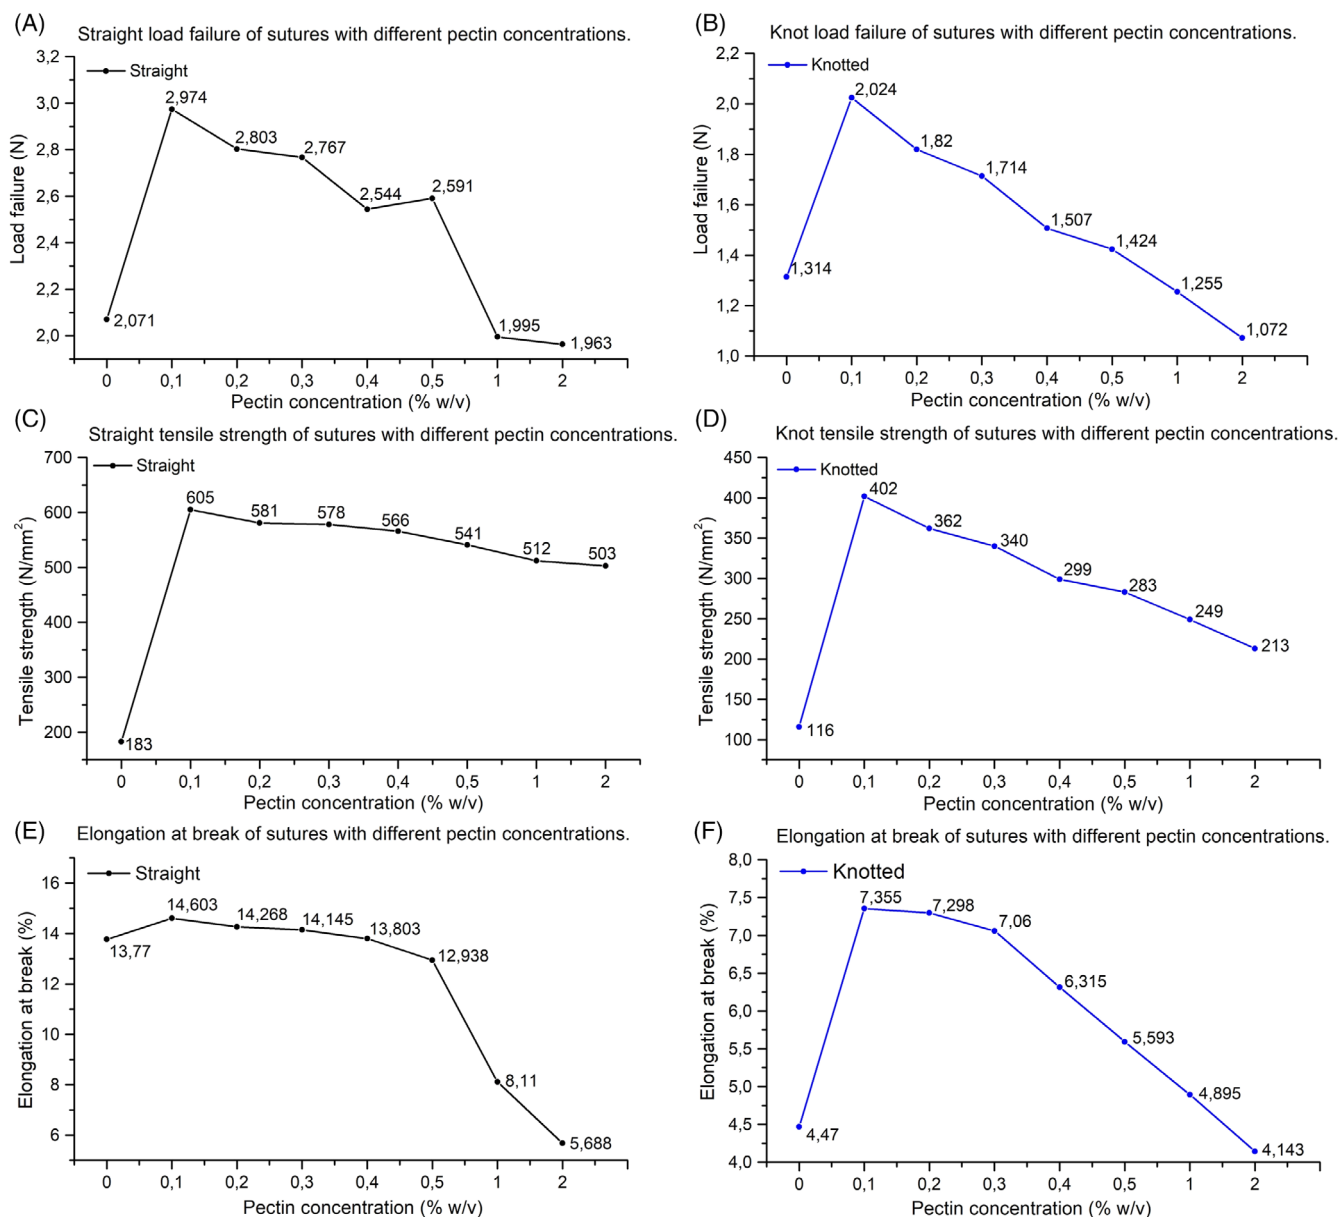 (A)
Straight load failure of sutures with different pectin concentrations.
Straight
Load failure (N)
3,2
3,0
2,8
2,6
2,4
2,2
2,0
2,071
2,974
2,803
2,767
2,544
2,591
1,995
1,963
0 0,1 0,2 0,3 0,4 0,5 1 2
Pectin concentration (% w/v)
(B)
Knot load failure of sutures with different pectin concentrations.
Knotted
Load failure (N)
2,2
2,0
1,8
1,6
1,4
1,2
1,0
1,314
2,024
1,82
1,714
1,507
1,424
1,255
1,072
0 0,1 0,2 0,3 0,4 0,5 1 2
Pectin concentration (% w/v)
(C)
Straight tensile strength of sutures with different pectin concentrations.
Straight
Tensile strength (N/mm²)
700
600
500
400
300
200
183
605
581
578
566
541
512
503
0 0,1 0,2 0,3 0,4 0,5 1 2
Pectin concentration (% w/v)
(D)
Knot tensile strength of sutures with different pectin concentrations.
Knotted
Tensile strength (N/mm²)
450
400
350
300
250
200
150
100
116
402
362
340
299
283
249
213
0 0,1 0,2 0,3 0,4 0,5 1 2
Pectin concentration (% w/v)
(E)
Elongation at break of sutures with different pectin concentrations.
Straight
Elongation at break (%)
16
14
12
10
8
6
13,77
14,603
14,268
14,145
13,803
12,938
8,11
5,688
0 0,1 0,2 0,3 0,4 0,5 1 2
Pectin concentration (% w/v)
(F)
Elongation at break of sutures with different pectin concentrations.
Knotted
Elongation at break (%)
8,0
7,5
7,0
6,5
6,0
5,5
5,0
4,5
4,0
4,47
7,355
7,298
7,06
6,315
5,593
4,895
4,143
0 0,1 0,2 0,3 0,4 0,5 1 2
Pectin concentration (% w/v)